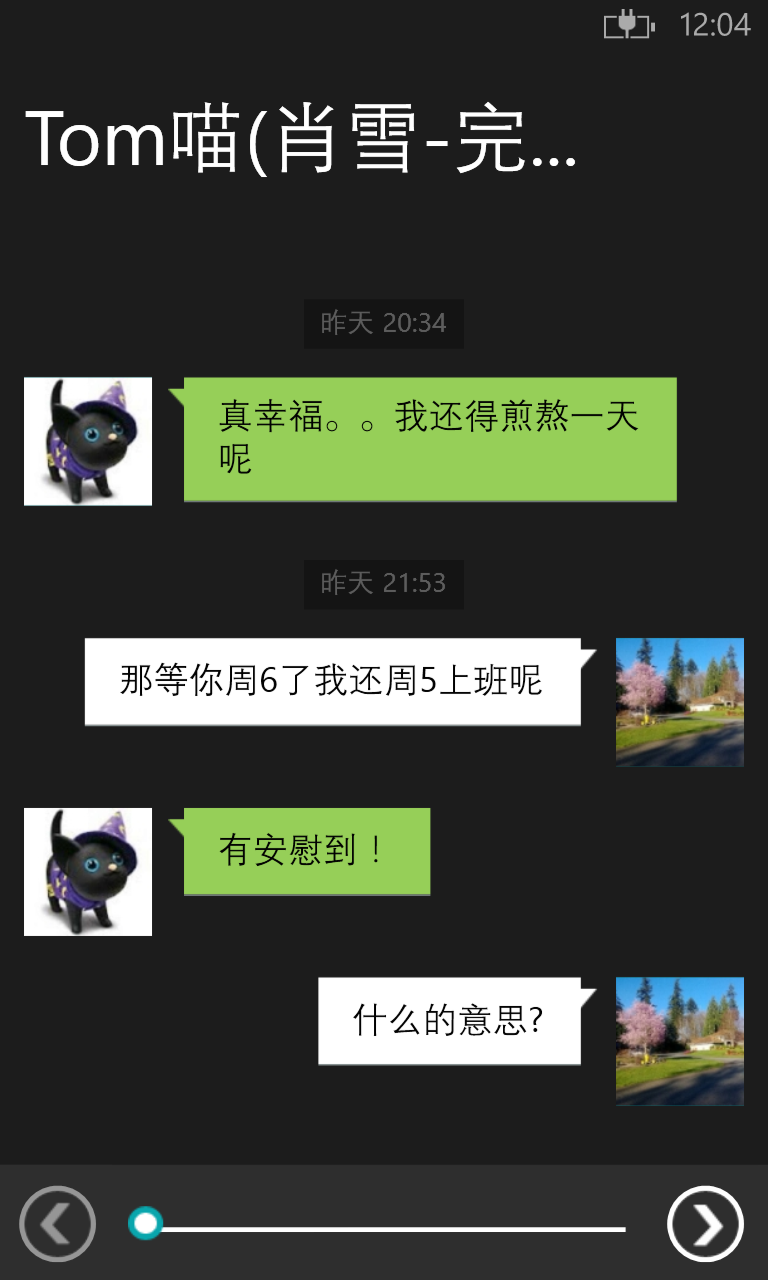 12:04
Tom喵(肖雪-完...
昨天 20:34
真幸福。。我还得煎熬一天
呢
昨天 21:53
那等你周6了我还周5上班呢
有安慰到！
什么的意思?